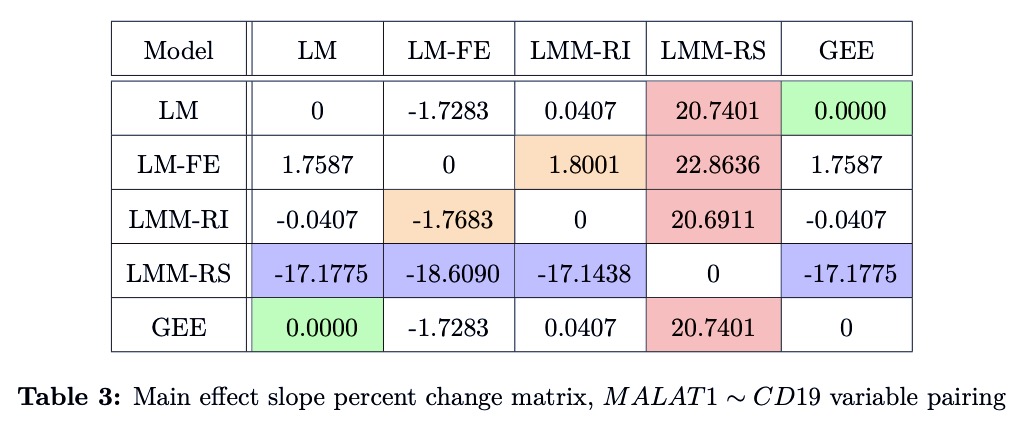 Model LM LM-FE LMM-RI LMM-RS GEE
LM 0 -1.7283 0.0407 20.7401 0.0000
LM-FE 1.7587 0 1.8001 22.8636 1.7587
LMM-RI -0.0407 -1.7683 0 20.6911 -0.0407
LMM-RS -17.1775 -18.6090 -17.1438 0 -17.1775
GEE 0.0000 -1.7283 0.0407 20.7401 0
Table 3: Main effect slope percent change matrix, MALAT1 ∼ CD19 variable pairing